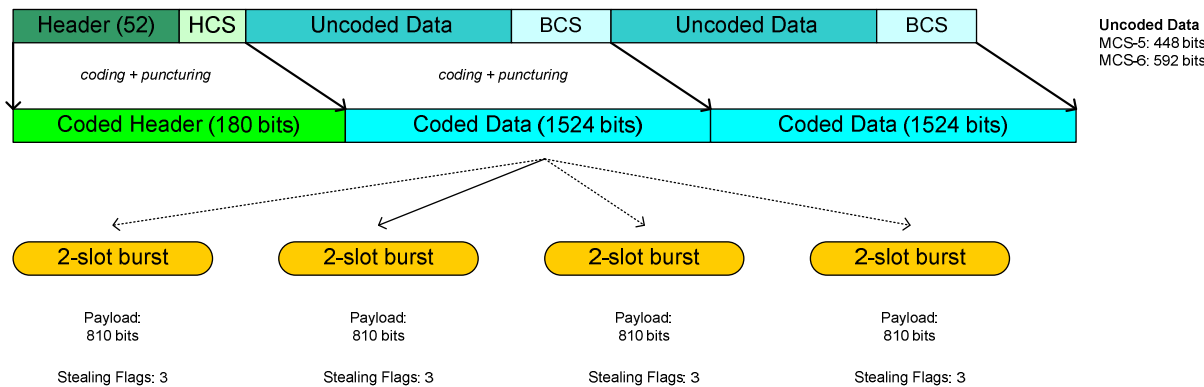 Header (52) HCS Uncoded Data BCS Uncoded Data BCS
Uncoded Data
MCS-5: 448 bits
MCS-6: 592 bits
coding + puncturing coding + puncturing
Coded Header (180 bits) Coded Data (1524 bits) Coded Data (1524 bits)
2-slot burst 2-slot burst 2-slot burst 2-slot burst
Payload: Payload: Payload: Payload:
810 bits 810 bits 810 bits 810 bits
Stealing Flags: 3 Stealing Flags: 3 Stealing Flags: 3 Stealing Flags: 3